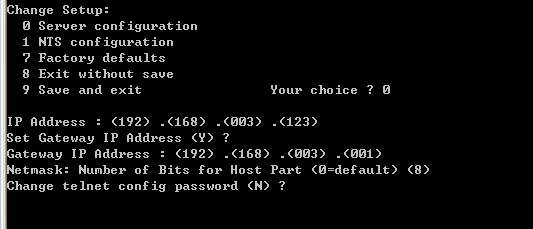 Change Setup:
0 Server configuration
1 NTS configuration
7 Factory defaults
8 Exit without save
9 Save and exit Your choice ? 0
IP Address : (192) .(168) .(003) .(123)
Set Gateway IP Address (Y) ?
Gateway IP Address : (192) .(168) .(003) .(001)
Netmask: Number of Bits for Host Part (0=default) (8)
Change telnet config password (N) ?